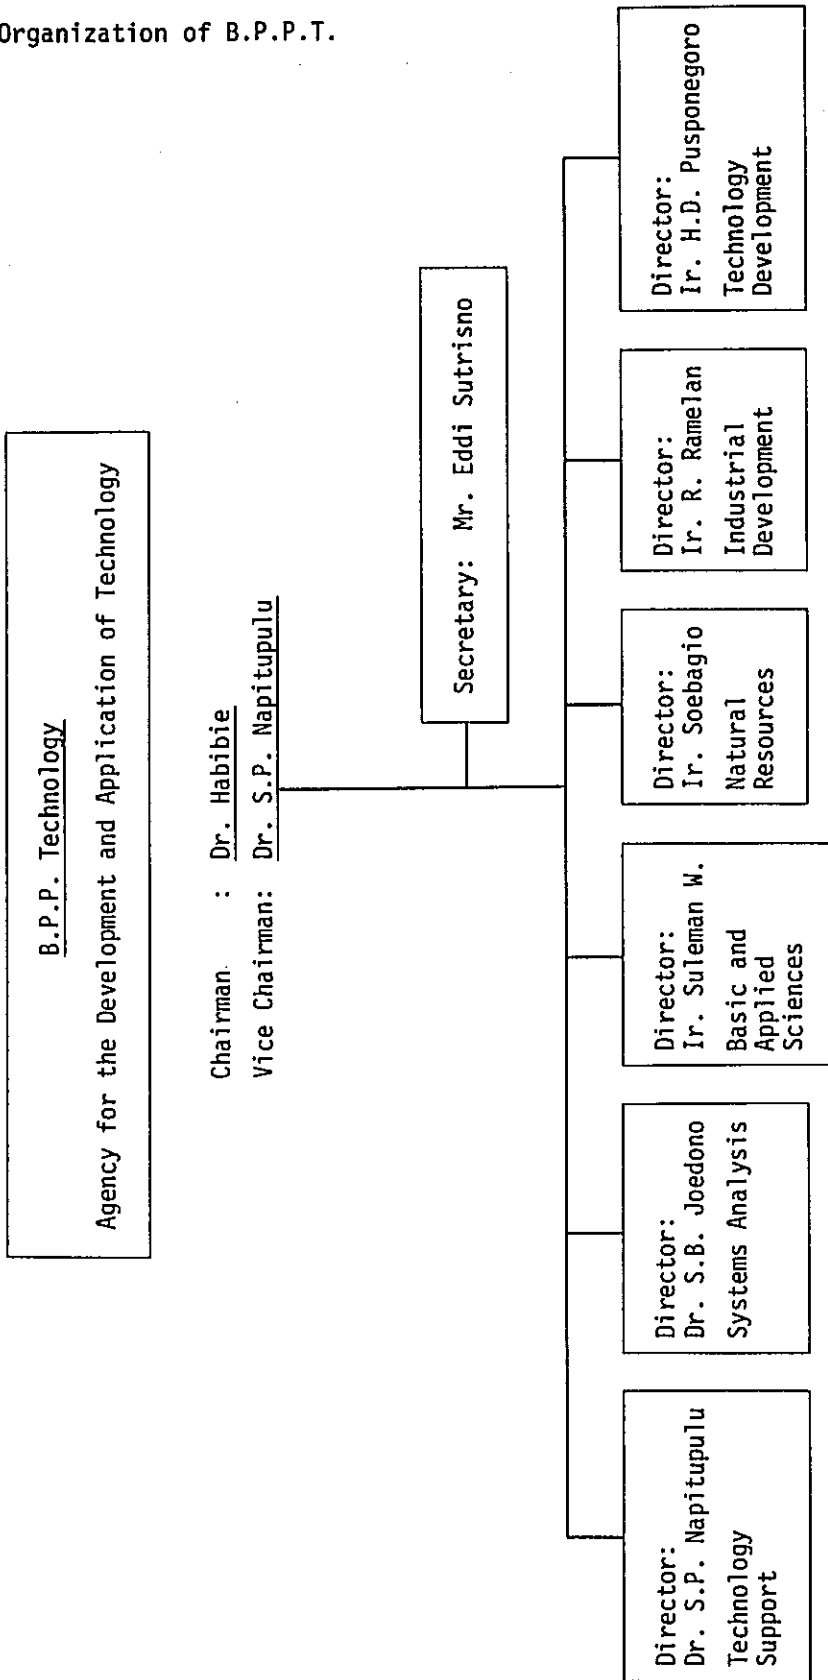 Organization of B.P.P.T.
B.P.P. Technology
Agency for the Development and Application of Technology
Chairman : Dr. Habibie
Vice Chairman: Dr. S.P. Napitupulu
Secretary: Mr. Eddi Sutrisno
Director:
Dr. S.P. Napitupulu
Technology
Support
Director:
Dr. S.B. Joedono
Systems Analysis
Director:
Ir. Suleman W.
Basic and
Applied
Sciences
Director:
Ir. Soebagio
Natural
Resources
Director:
Ir. R. Ramelan
Industrial
Development
Director:
Ir. H.D. Pusponegoro
Technology
Development